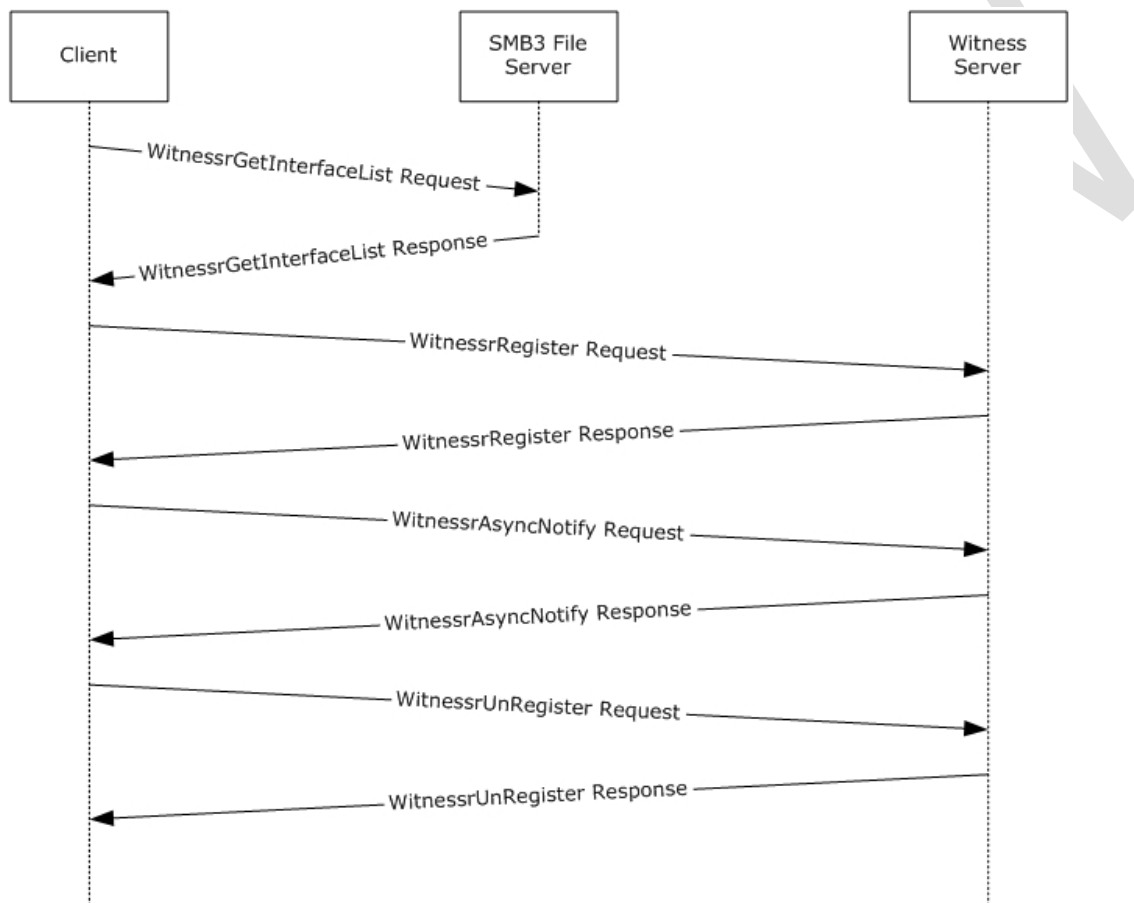 Client
SMB3 File
Server
Witness
Server
WitnessrGetInterfaceList Request
WitnessrGetInterfaceList Response
WitnessrRegister Request
WitnessrRegister Response
WitnessrAsyncNotify Request
WitnessrAsyncNotify Response
WitnessrUnRegister Request
WitnessrUnRegister Response